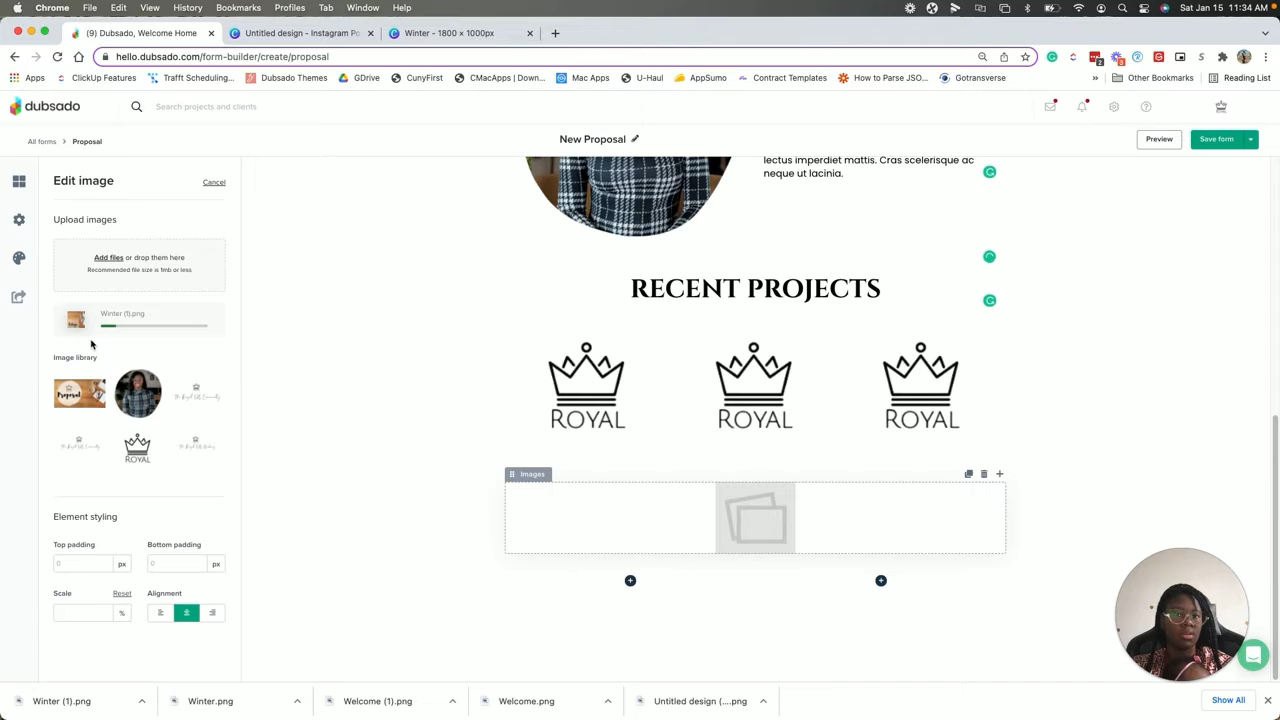 Chrome File Edit View History Bookmarks Profiles Tab Window Help Sat Jan 15 11:34 AM
(9) Dubsado, Welcome Home Untitled design - Instagram Po Winter - 1800 x 1000px
hello.dubsado.com/form-builder/create/proposal
Apps ClickUp Features Trafft Scheduling... Dubsado Themes GDrive CunyFirst CMacApps | Down... Mac Apps U-Haul AppSumo Contract Templates How to Parse JSO... Gotransverse » Other Bookmarks Reading List
dubsado Search projects and clients
All forms > Proposal
New Proposal
Preview
Save form
Edit image
Cancel
Upload images
Add files or drop them here
Recommended file size is 1mb or less
Winter (1).png
Image library
Proposal
Element styling
Top padding Bottom padding
0 px 0 px
Scale Reset Alignment
%
lectus imperdiet mattis. Cras scelerisque ac
neque ut lacinia.
RECENT PROJECTS
ROYAL ROYAL ROYAL
Images
Winter (1).png Winter.png Welcome (1).png Welcome.png Untitled design (....png Show All